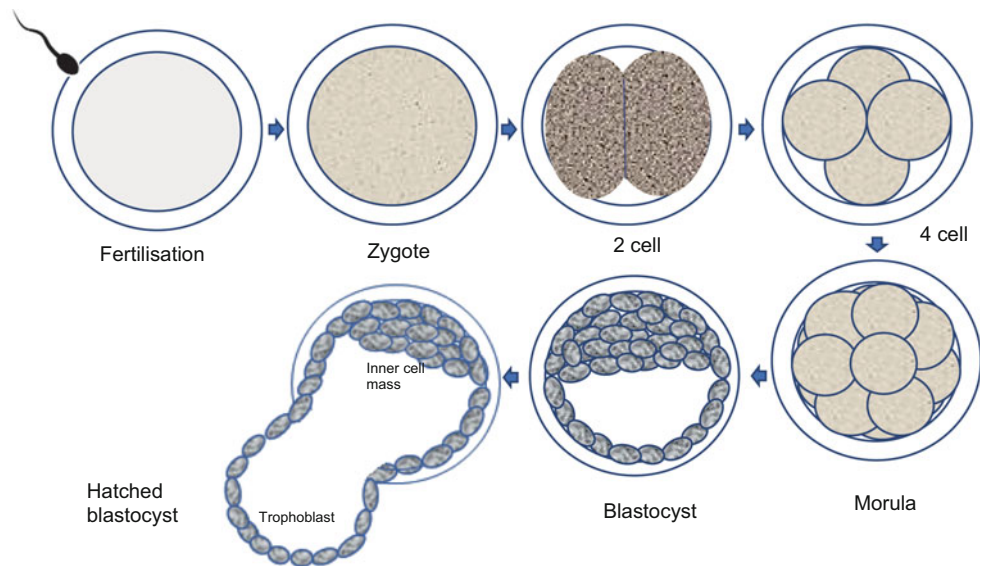 Fertilisation
Zygote
2 cell
4 cell
Inner cell
mass
Hatched
blastocyst
Trophoblast
Blastocyst
Morula